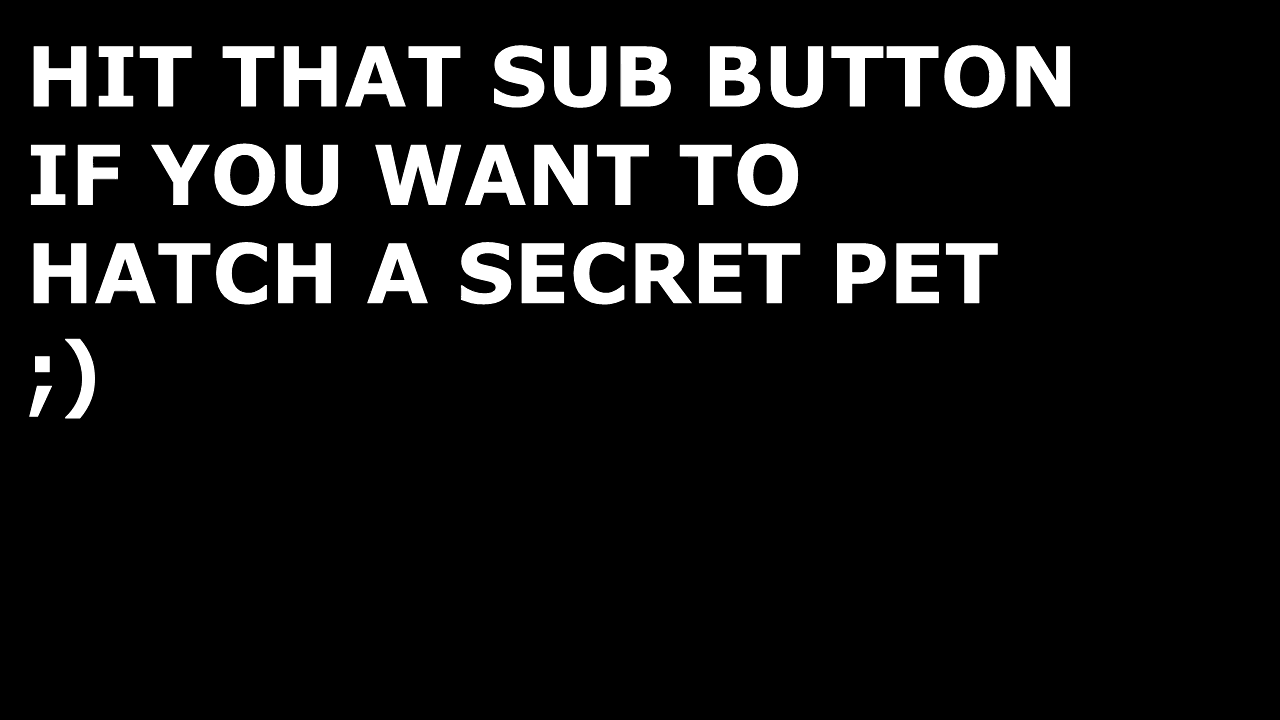 HIT THAT SUB BUTTON
IF YOU WANT TO
HATCH A SECRET PET
;)